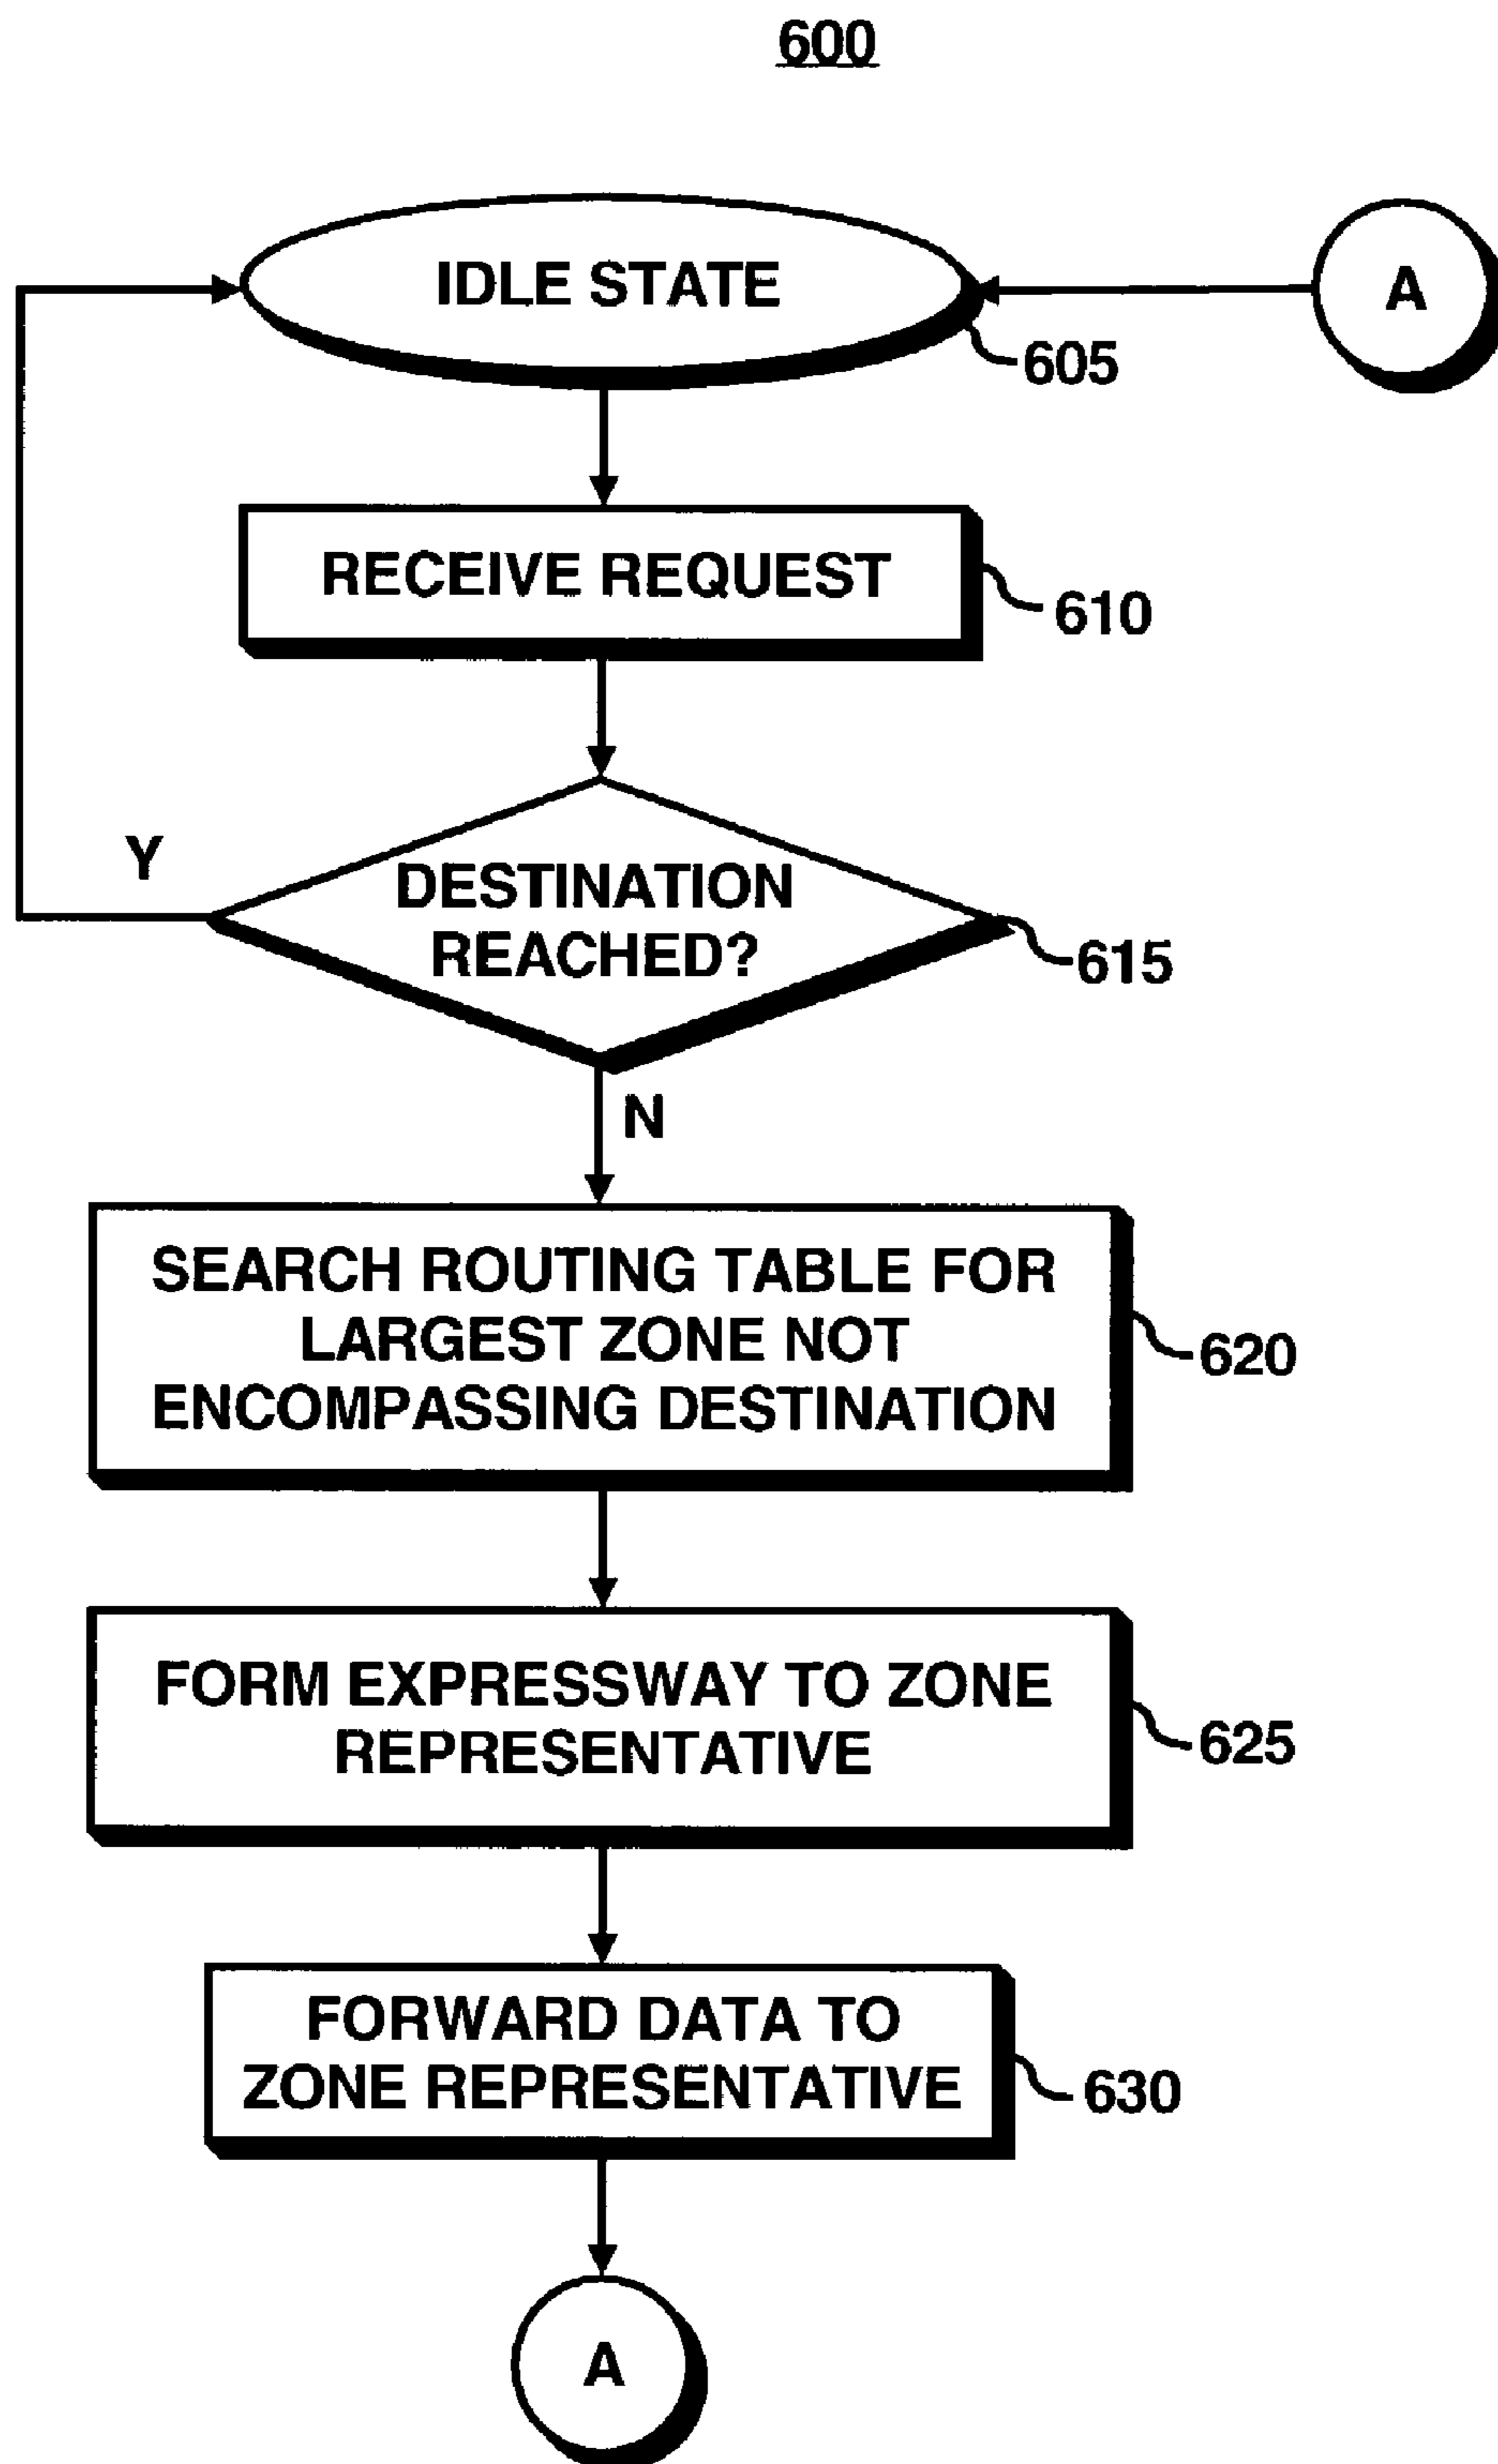 600
IDLE STATE
A
605
RECEIVE REQUEST
610
Y
DESTINATION
REACHED?
615
N
SEARCH ROUTING TABLE FOR
LARGEST ZONE NOT
ENCOMPASSING DESTINATION
620
FORM EXPRESSWAY TO ZONE
REPRESENTATIVE
625
FORWARD DATA TO
ZONE REPRESENTATIVE
630
A